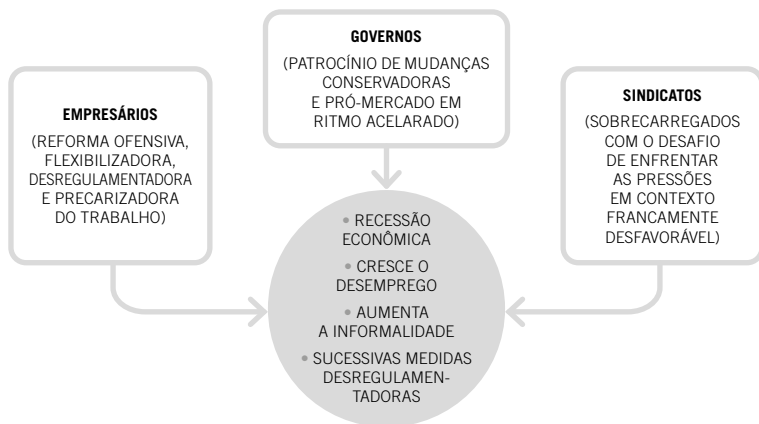 GOVERNOS
(PATROCÍNIO DE MUDANÇAS
CONSERVADORAS
E PRÓ-MERCADO EM
RITMO ACELARADO)
EMPRESÁRIOS
(REFORMA OFENSIVA,
FLEXIBILIZADORA,
DESREGULAMENTADORA
E PRECARIZADORA
DO TRABALHO)
SINDICATOS
(SOBRECARREGADOS
COM O DESAFIO
DE ENFRENTAR
AS PRESSÕES
EM CONTEXTO
FRANCAMENTE
DESFAVORÁVEL)
• RECESSÃO
ECONÔMICA
• CRESCE O
DESEMPREGO
• AUMENTA
A INFORMALIDADE
• SUCESSIVAS MEDIDAS
DESREGULAMEN-
TADORAS